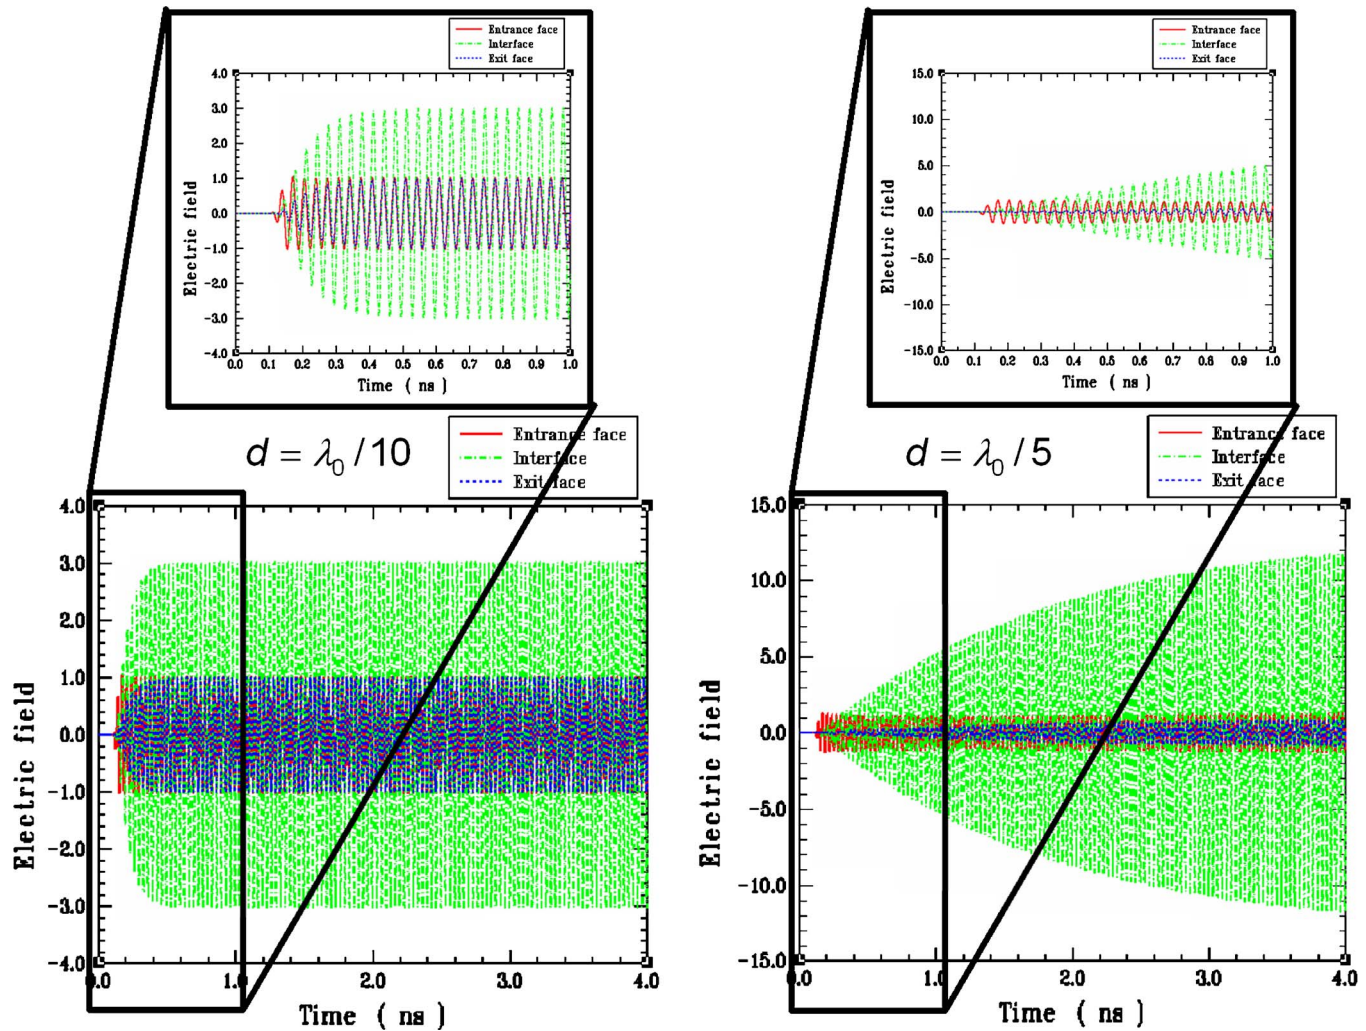 Entrance face
Interface
Exit face
4.0
3.0
2.0
1.0
0.0
-1.0
-2.0
-3.0
-4.0
Electric field
0.0 0.1 0.2 0.3 0.4 0.5 0.6 0.7 0.8 0.9 1.0
Time ( ns )
Entrance face
Interface
Exit face
15.0
10.0
5.0
0.0
-5.0
-10.0
-15.0
Electric field
0.0 0.1 0.2 0.3 0.4 0.5 0.6 0.7 0.8 0.9 1.0
Time ( ns )
d = λ₀/10
Entrance face
Interface
Exit face
4.0
3.0
2.0
1.0
0.0
-1.0
-2.0
-3.0
-4.0
Electric field
0.0 1.0 2.0 3.0 4.0
Time ( ns )
d = λ₀/5
Entrance face
Interface
Exit face
15.0
10.0
5.0
0.0
-5.0
-10.0
-15.0
Electric field
0.0 1.0 2.0 3.0 4.0
Time ( ns )